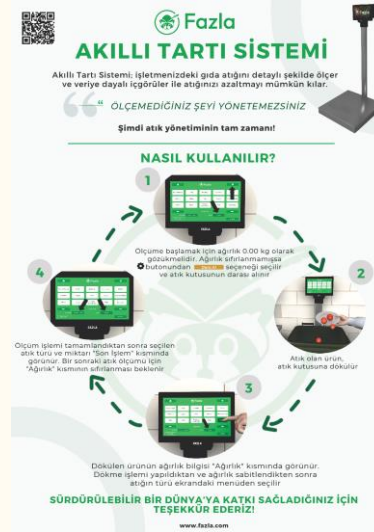 Fazla
AKILLI TARTI SİSTEMİ
Akıllı Tartı Sistemi; işletmenizdeki gıda atığını detaylı şekilde ölçer
ve veriye dayalı içgörüler ile atığınızı azaltmayı mümkün kılar.
ÖLÇEMEDİĞİNİZ ŞEYİ YÖNETEMEZSİNİZ
Şimdi atık yönetiminin tam zamanı!
NASIL KULLANILIR?
1
Ölçüme başlamak için ağırlık 0.00 kg olarak
gözükmelidir. Ağırlık sıfırlanmamışsa
butonundan seçeneği seçilir
ve atık kutusunun darası alınır
2
Atık olan ürün,
atık kutusuna dökülür
3
Dökülen ürünün ağırlık bilgisi "Ağırlık" kısmında görünür.
Dökme işlemi yapıldıktan ve ağırlık sabitlendikten sonra
atığın türü ekrandaki menüden seçilir
4
Ölçüm işlemi tamamlandıktan sonra seçilen
atık türü ve miktarı "Son İşlem" kısmında
görünür. Bir sonraki atık ölçümü için
"Ağırlık" kısmının sıfırlanması beklenir
SÜRDÜRÜLEBİLİR BİR DÜNYA'YA KATKI SAĞLADIĞINIZ İÇİN
TEŞEKKÜR EDERİZ!
www.fazla.com